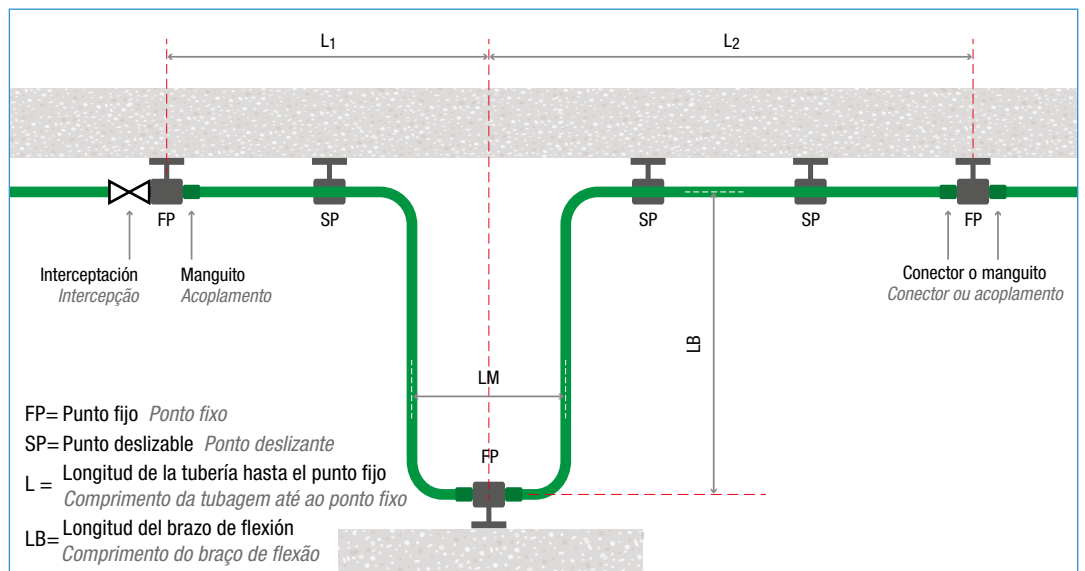 L1
L2
FP
SP
SP
SP
FP
Interceptación
Intercepção
Manguito
Acoplamento
Conector o manguito
Conector ou acoplamento
LB
LM
FP
FP= Punto fijo Ponto fixo
SP= Punto deslizable Ponto deslizante
L = Longitud de la tubería hasta el punto fijo
Comprimento da tubagem até ao ponto fixo
LB= Longitud del brazo de flexión
Comprimento do braço de flexão